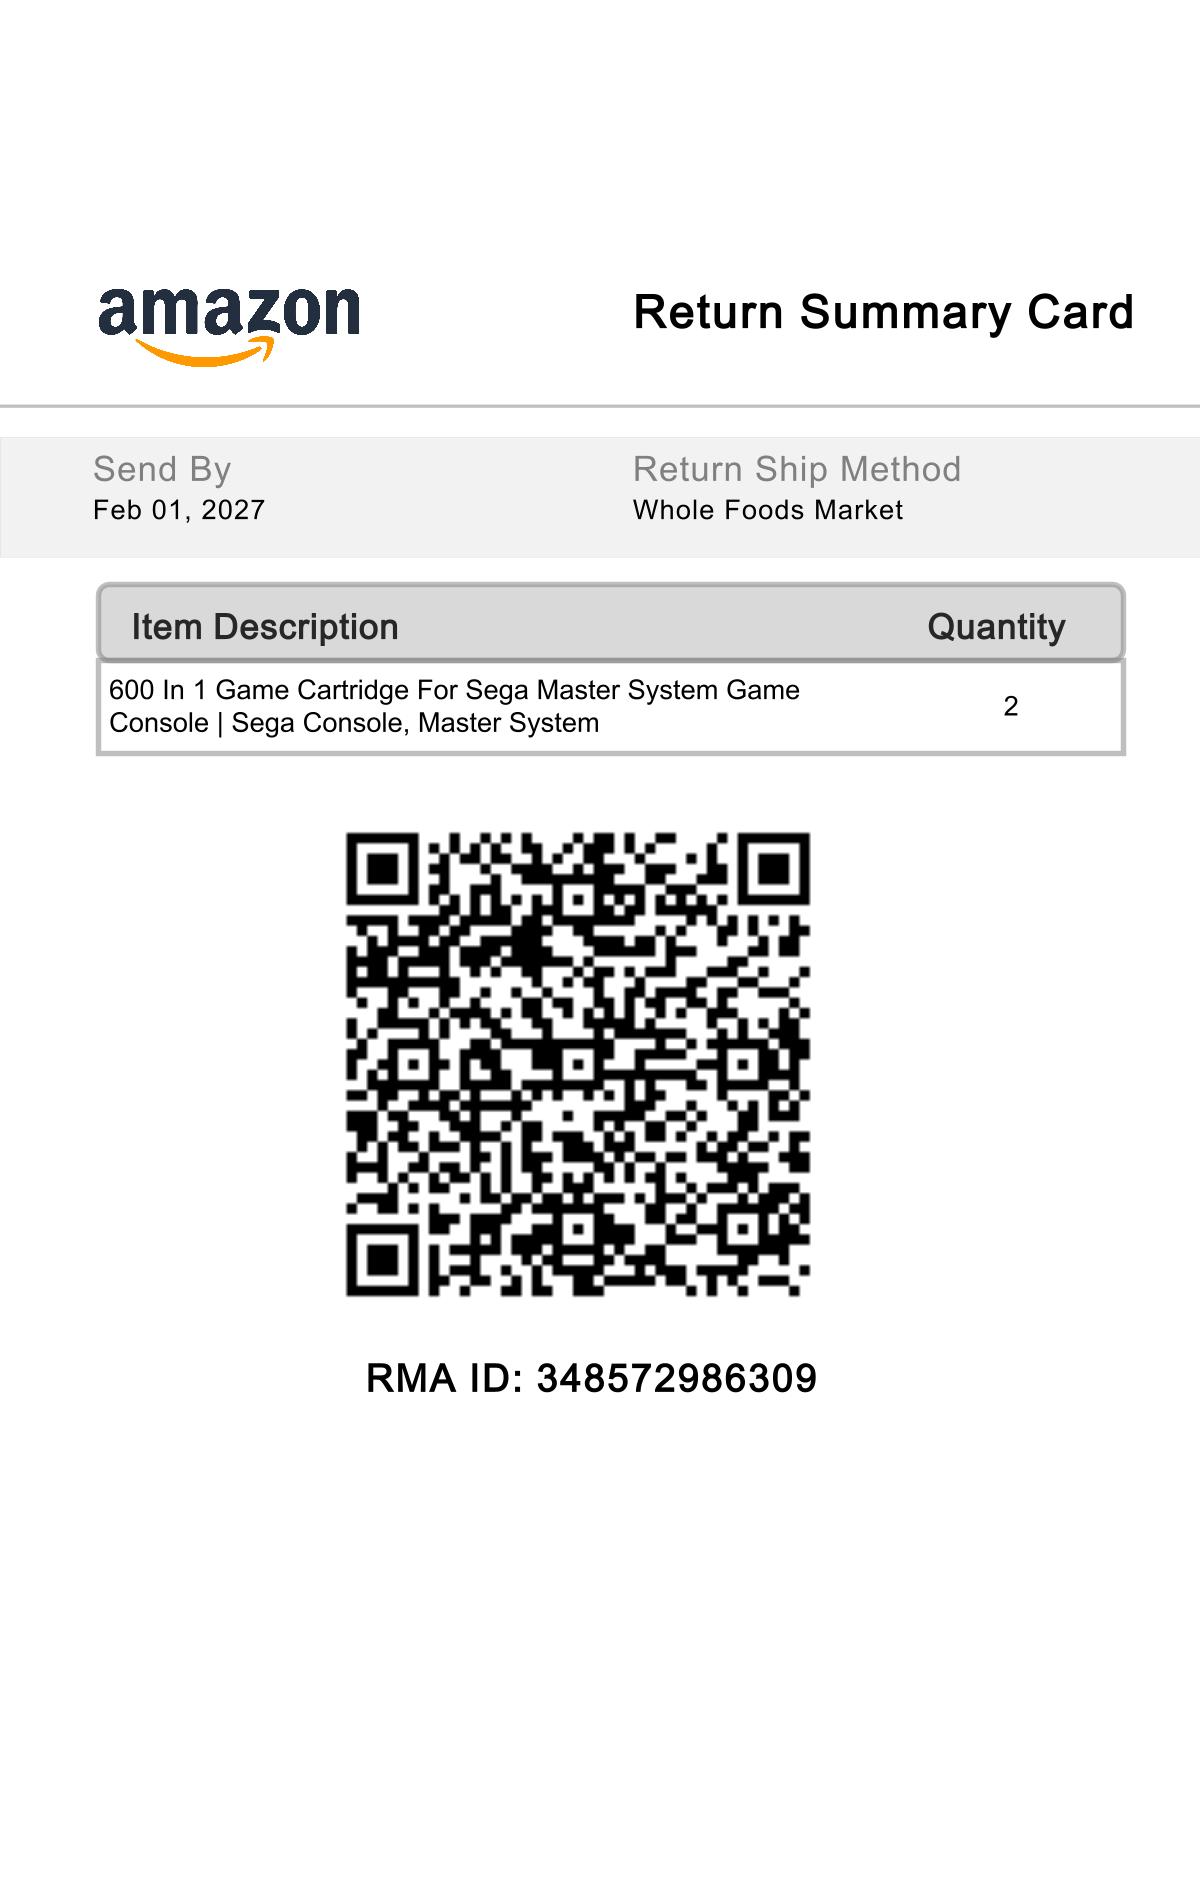 amazon
Return Summary Card
Send By
Feb 01, 2027
Return Ship Method
Whole Foods Market
Item Description
Quantity
600 In 1 Game Cartridge For Sega Master System Game
Console | Sega Console, Master System
2
RMA ID: 348572986309